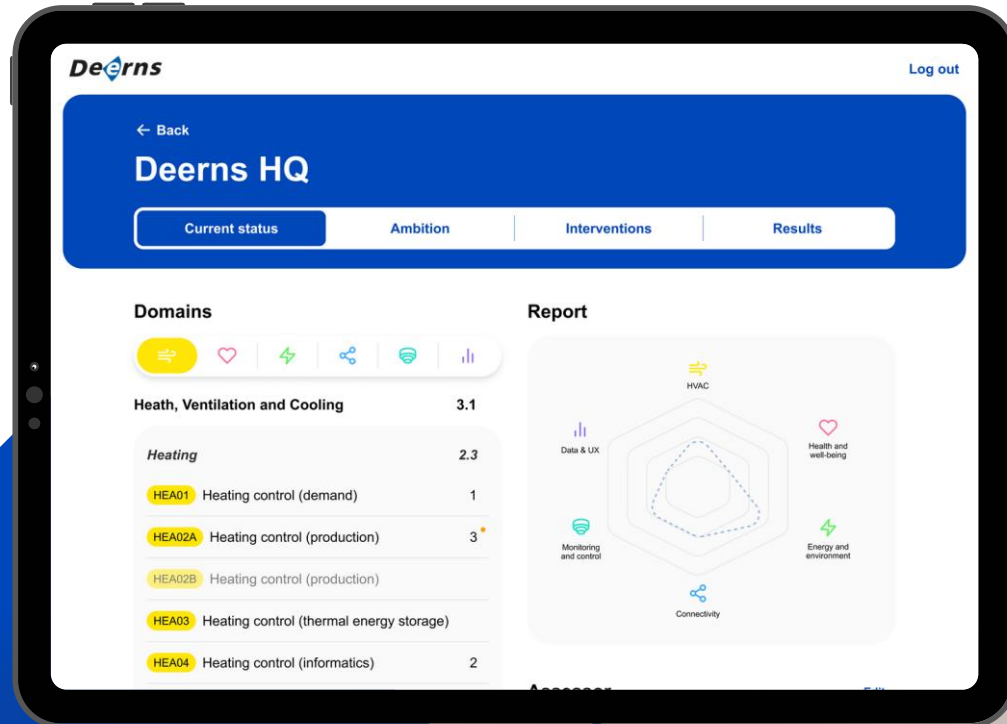 Deerns
Log out
← Back
Deerns HQ
Current status
Ambition
Interventions
Results
Domains
Heath, Ventilation and Cooling 3.1
Heating 2.3
HEA01 Heating control (demand) 1
HEA02A Heating control (production) 3
HEA02B Heating control (production)
HEA03 Heating control (thermal energy storage)
HEA04 Heating control (informatics) 2
Report
HVAC
Data & UX
Health and
well-being
Monitoring
and control
Energy and
environment
Connectivity
Assessor
Edit